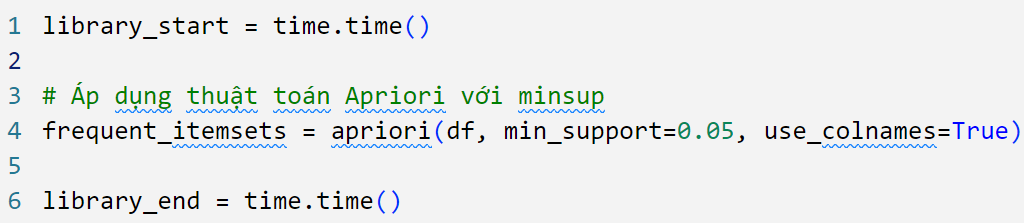 1 library_start = time.time()
2
3 # Áp dụng thuật toán Apriori với minsup
4 frequent_itemsets = apriori(df, min_support=0.05, use_colnames=True)
5
6 library_end = time.time()